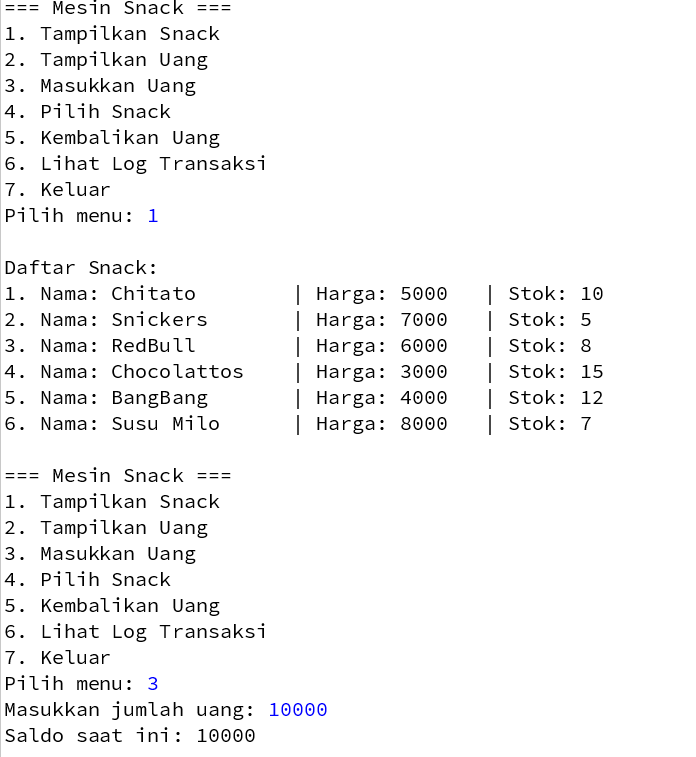 === Mesin Snack ===
1. Tampilkan Snack
2. Tampilkan Uang
3. Masukkan Uang
4. Pilih Snack
5. Kembalikan Uang
6. Lihat Log Transaksi
7. Keluar
Pilih menu: 1

Daftar Snack:
1. Nama: Chitato        | Harga: 5000   | Stok: 10
2. Nama: Snickers       | Harga: 7000   | Stok: 5
3. Nama: RedBull        | Harga: 6000   | Stok: 8
4. Nama: Chocolattos    | Harga: 3000   | Stok: 15
5. Nama: BangBang       | Harga: 4000   | Stok: 12
6. Nama: Susu Milo      | Harga: 8000   | Stok: 7

=== Mesin Snack ===
1. Tampilkan Snack
2. Tampilkan Uang
3. Masukkan Uang
4. Pilih Snack
5. Kembalikan Uang
6. Lihat Log Transaksi
7. Keluar
Pilih menu: 3
Masukkan jumlah uang: 10000
Saldo saat ini: 10000